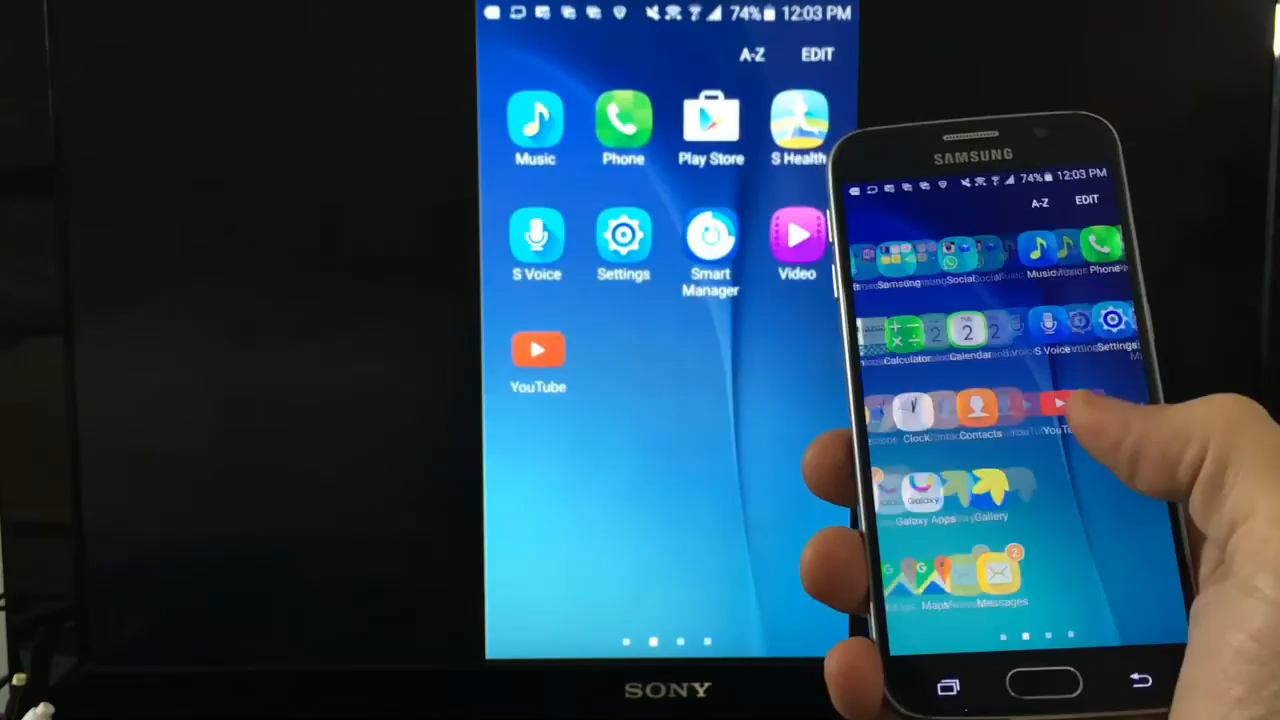 74% 12:03 PM
A-Z EDIT
Music Phone Play Store S Health
S Voice Settings Smart Manager Video
YouTube
SONY
SAMSUNG
74% 12:03 PM
A-Z EDIT
Samsung Social Music Phone
Calculator Calendar S Voice Settings
Clock Contacts
Galaxy Apps Gallery
Maps Messages
2